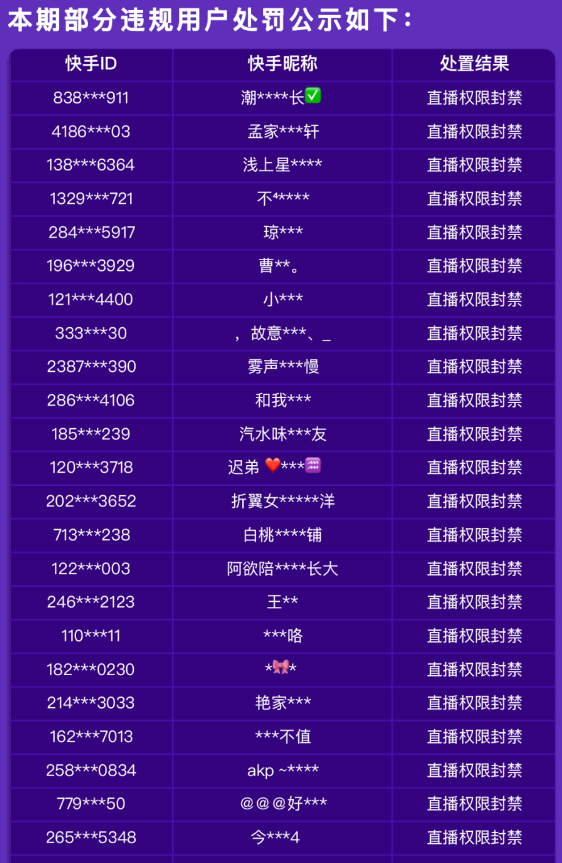 本期部分违规用户处罚公示如下：
快手ID 快手昵称 处置结果
838***911 潮****长✅ 直播权限封禁
4186***03 孟家***轩 直播权限封禁
138***6364 浅上星**** 直播权限封禁
1329***721 不⁴**** 直播权限封禁
284***5917 琼*** 直播权限封禁
196***3929 曹**。 直播权限封禁
121***4400 小*** 直播权限封禁
333***30 ，故意***、_ 直播权限封禁
2387***390 雾声***慢 直播权限封禁
286***4106 和我*** 直播权限封禁
185***239 汽水味***友 直播权限封禁
120***3718 迟弟 ❤️***♒ 直播权限封禁
202***3652 折翼女*****洋 直播权限封禁
713***238 白桃****铺 直播权限封禁
122***003 阿欲陪****长大 直播权限封禁
246***2123 王** 直播权限封禁
110***11 ***咯 直播权限封禁
182***0230 *🎀* 直播权限封禁
214***3033 艳家*** 直播权限封禁
162***7013 ***不值 直播权限封禁
258***0834 akp ~**** 直播权限封禁
779***50 @@@好*** 直播权限封禁
265***5348 今***4 直播权限封禁